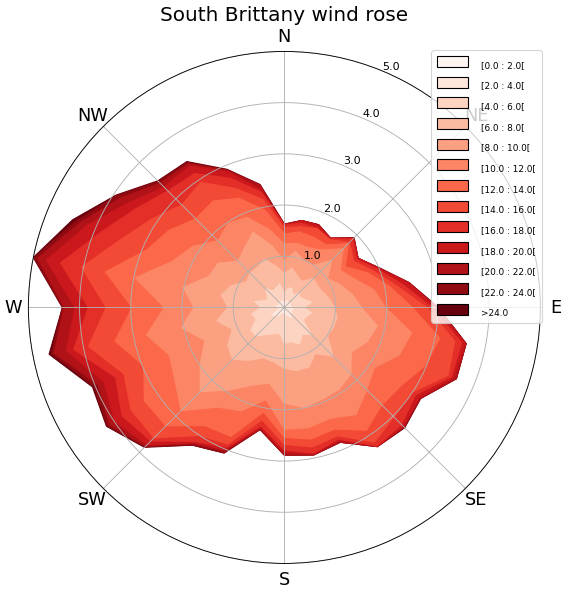 South Brittany wind rose
N
NW
NE
W
E
SW
SE
S
1.0
2.0
3.0
4.0
5.0
[0.0 : 2.0[
[2.0 : 4.0[
[4.0 : 6.0[
[6.0 : 8.0[
[8.0 : 10.0[
[10.0 : 12.0[
[12.0 : 14.0[
[14.0 : 16.0[
[16.0 : 18.0[
[18.0 : 20.0[
[20.0 : 22.0[
[22.0 : 24.0[
>24.0